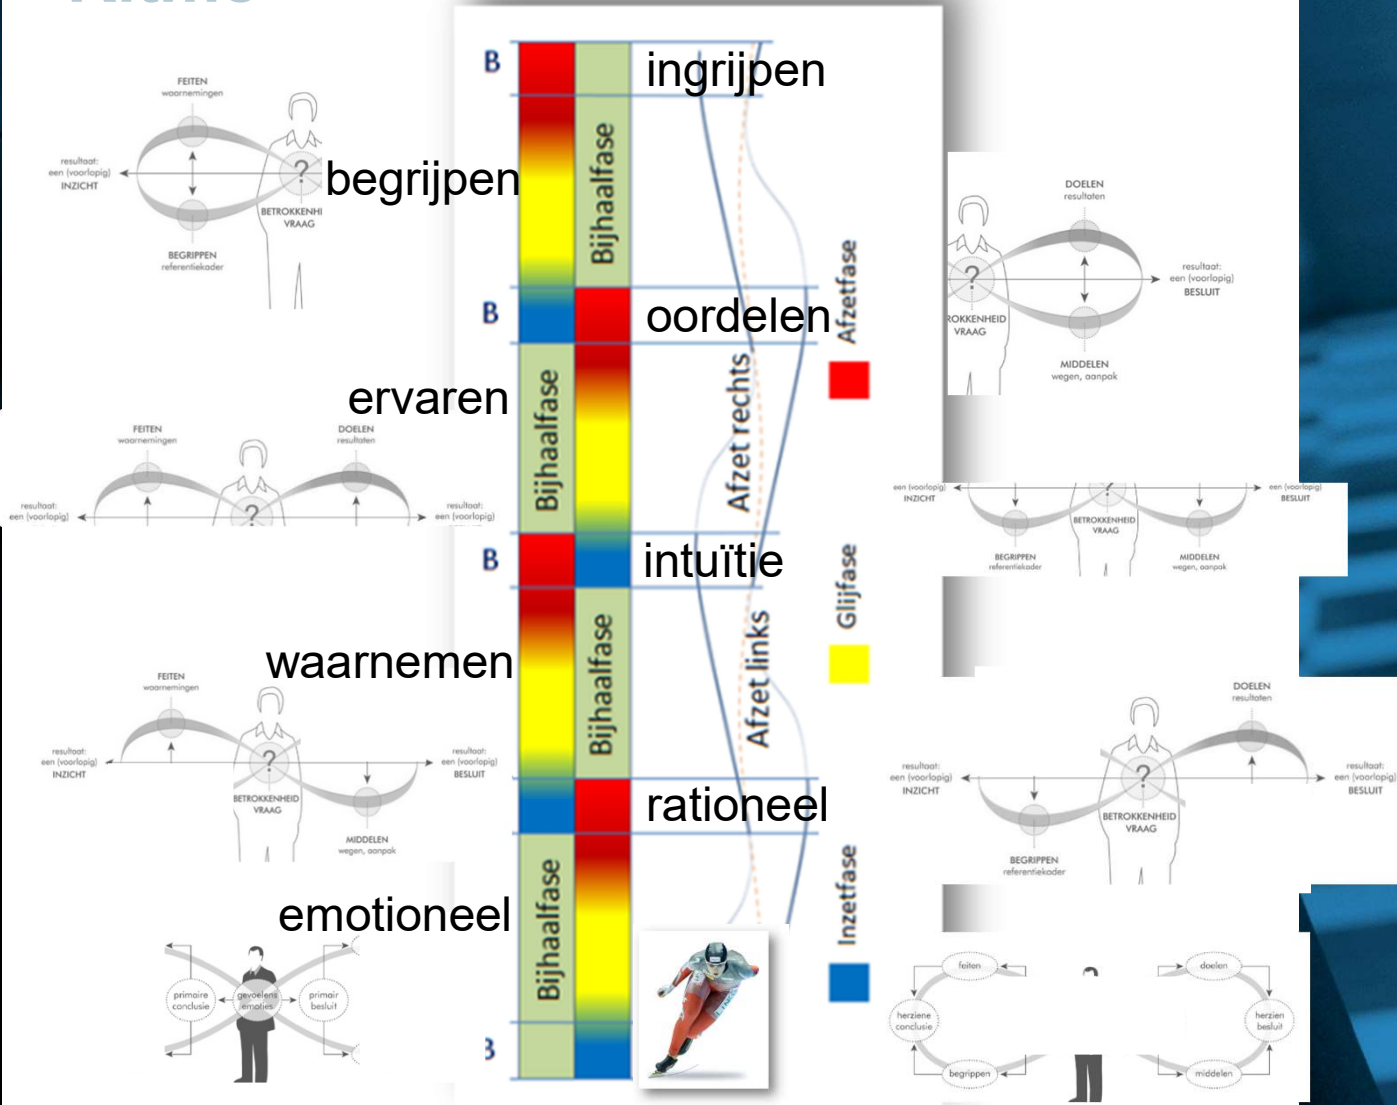 B
ingrijpen
FEITEN
waarnemingen
resultaat:
een (voorlopig)
INZICHT
?
BETROKKENHEI
VRAAG
BEGRIPPEN
referentiekader
begrijpen
Bijhaalfase
DOELEN
resultaten
?
resultaat:
een (voorlopig)
BESLUIT
ROKKENHEID
VRAAG
MIDDELEN
wegen, aanpak
B
oordelen
Afzetfase
ervaren
Bijhaalfase
Afzet rechts
FEITEN
waarnemingen
DOELEN
resultaten
resultaat:
een (voorlopig)
?
resultaat:
een (voorlopig)
een (voorlopig)
INZICHT
?
BETROKKENHEID
VRAAG
een (voorlopig)
BESLUIT
BEGRIPPEN
referentiekader
MIDDELEN
wegen, aanpak
B
intuïtie
Glijfase
waarnemen
Bijhaalfase
Afzet links
FEITEN
waarnemingen
resultaat:
een (voorlopig)
INZICHT
?
resultaat:
een (voorlopig)
BESLUIT
BETROKKENHEID
VRAAG
MIDDELEN
wegen, aanpak
DOELEN
resultaten
resultaat:
een (voorlopig)
INZICHT
?
resultaat:
een (voorlopig)
BESLUIT
BETROKKENHEID
VRAAG
BEGRIPPEN
referentiekader
rationeel
Inzetfase
emotioneel
Bijhaalfase
primaire
conclusie
gevoelens
emoties
primair
besluit
feiten
doelen
herziene
conclusie
herzien
besluit
begrippen
middelen
B